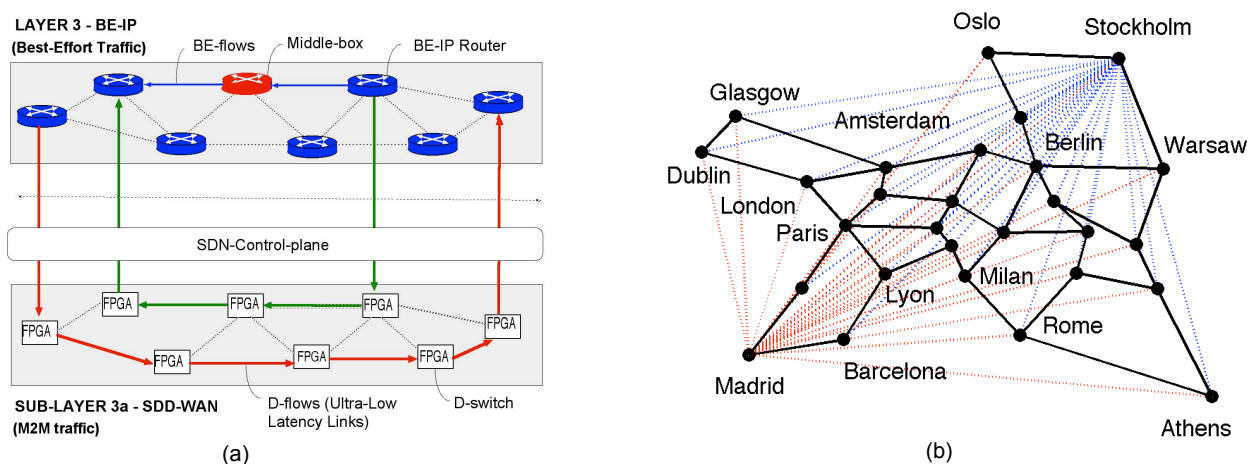 LAYER 3 - BE-IP
(Best-Effort Traffic)
BE-flows
Middle-box
BE-IP Router
SDN-Control-plane
FPGA
FPGA
FPGA
FPGA
FPGA
FPGA
FPGA
FPGA
SUB-LAYER 3a - SDD-WAN
(M2M traffic)
D-flows (Ultra-Low
Latency Links)
D-switch
(a)
Oslo
Stockholm
Glasgow
Amsterdam
Berlin
Warsaw
Dublin
London
Paris
Milan
Lyon
Rome
Barcelona
Madrid
Athens
(b)